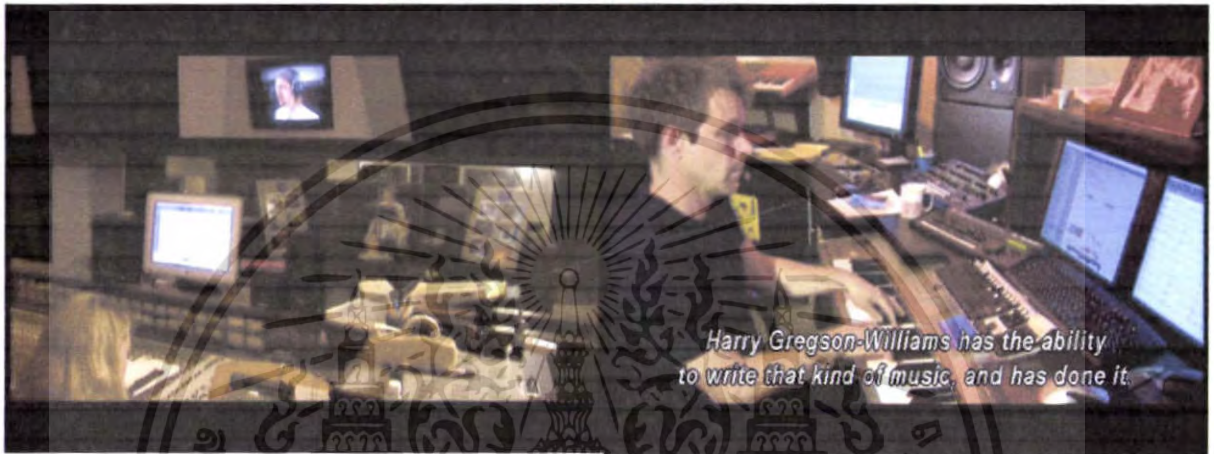 Harry Gregson-Williams has the ability
to write that kind of music, and has done it.